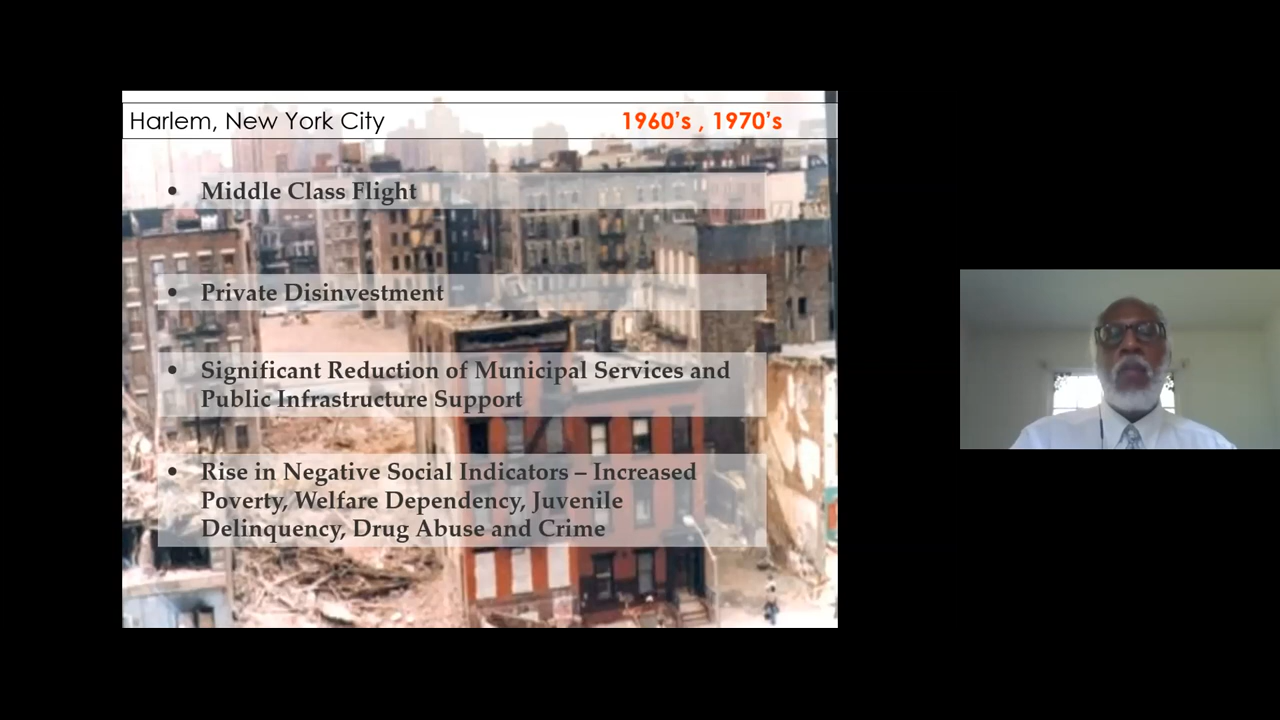 Harlem, New York City 1960's , 1970's
• Middle Class Flight
• Private Disinvestment
• Significant Reduction of Municipal Services and
Public Infrastructure Support
• Rise in Negative Social Indicators – Increased
Poverty, Welfare Dependency, Juvenile
Delinquency, Drug Abuse and Crime